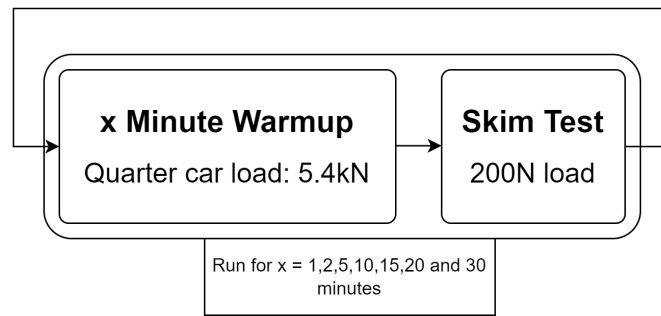 x Minute Warmup
Quarter car load: 5.4kN
Skim Test
200N load
Run for x = 1,2,5,10,15,20 and 30
minutes